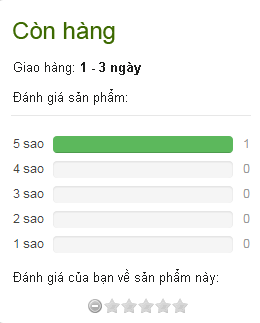 Còn hàng
Giao hàng: 1 - 3 ngày
Đánh giá sản phẩm:
5 sao 1
4 sao 0
3 sao 0
2 sao 0
1 sao 0
Đánh giá của bạn về sản phẩm này: